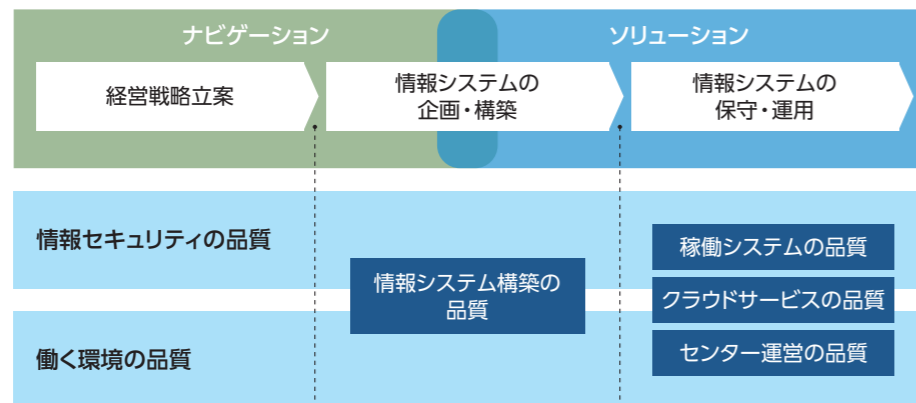 ナビゲーション
ソリューション
経営戦略立案
情報システムの
企画・構築
情報システムの
保守・運用
情報セキュリティの品質
情報システム構築の
品質
稼働システムの品質
クラウドサービスの品質
センター運営の品質
働く環境の品質